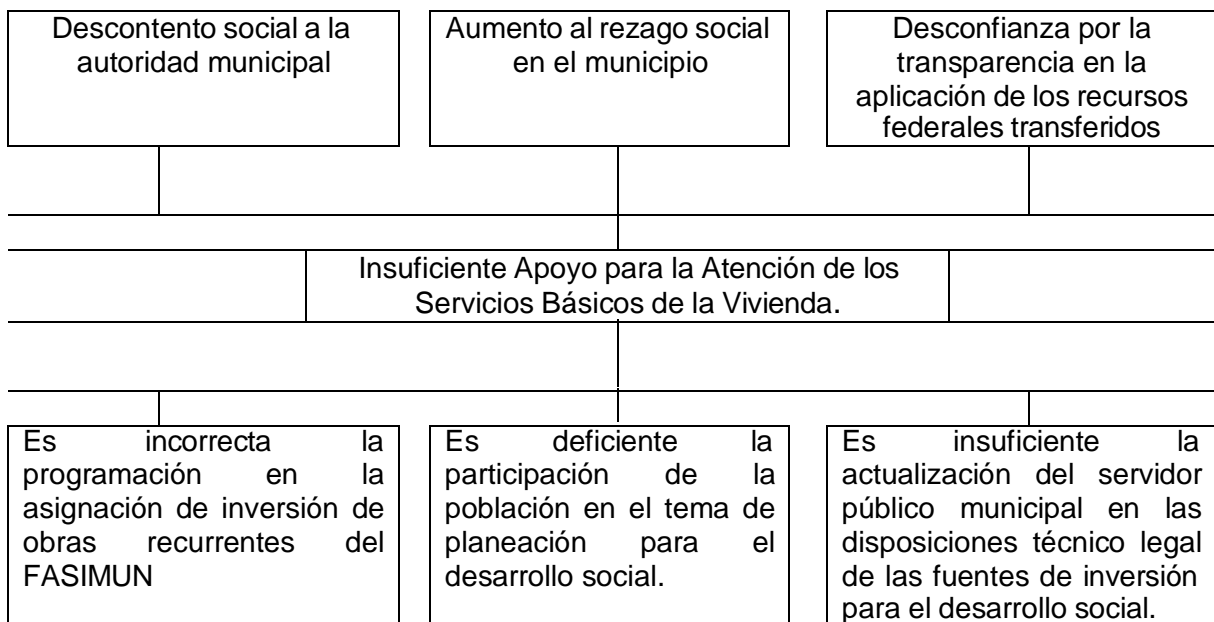 Descontento social a la
autoridad municipal
Aumento al rezago social
en el municipio
Desconfianza por la
transparencia en la
aplicación de los recursos
federales transferidos
Insuficiente Apoyo para la Atención de los
Servicios Básicos de la Vivienda.
Es incorrecta la
programación en la
asignación de inversión de
obras recurrentes del
FASIMUN
Es deficiente la
participación de la
población en el tema de
planeación para el
desarrollo social.
Es insuficiente la
actualización del servidor
público municipal en las
disposiciones técnico legal
de las fuentes de inversión
para el desarrollo social.